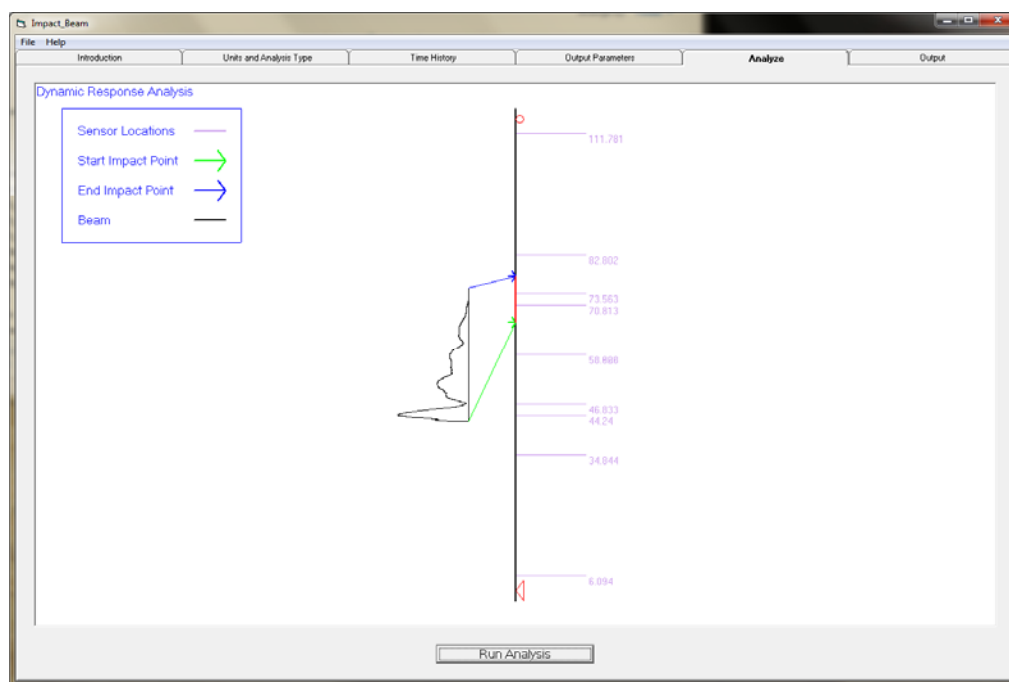 Impact_Beam
File Help
Introduction Units and Analysis Type Time History Output Parameters Analyze Output
Dynamic Response Analysis
Sensor Locations
Start Impact Point
End Impact Point
Beam
111.781
82.802
73.563
70.813
46.833
44.24
34.844
6.094
Run Analysis